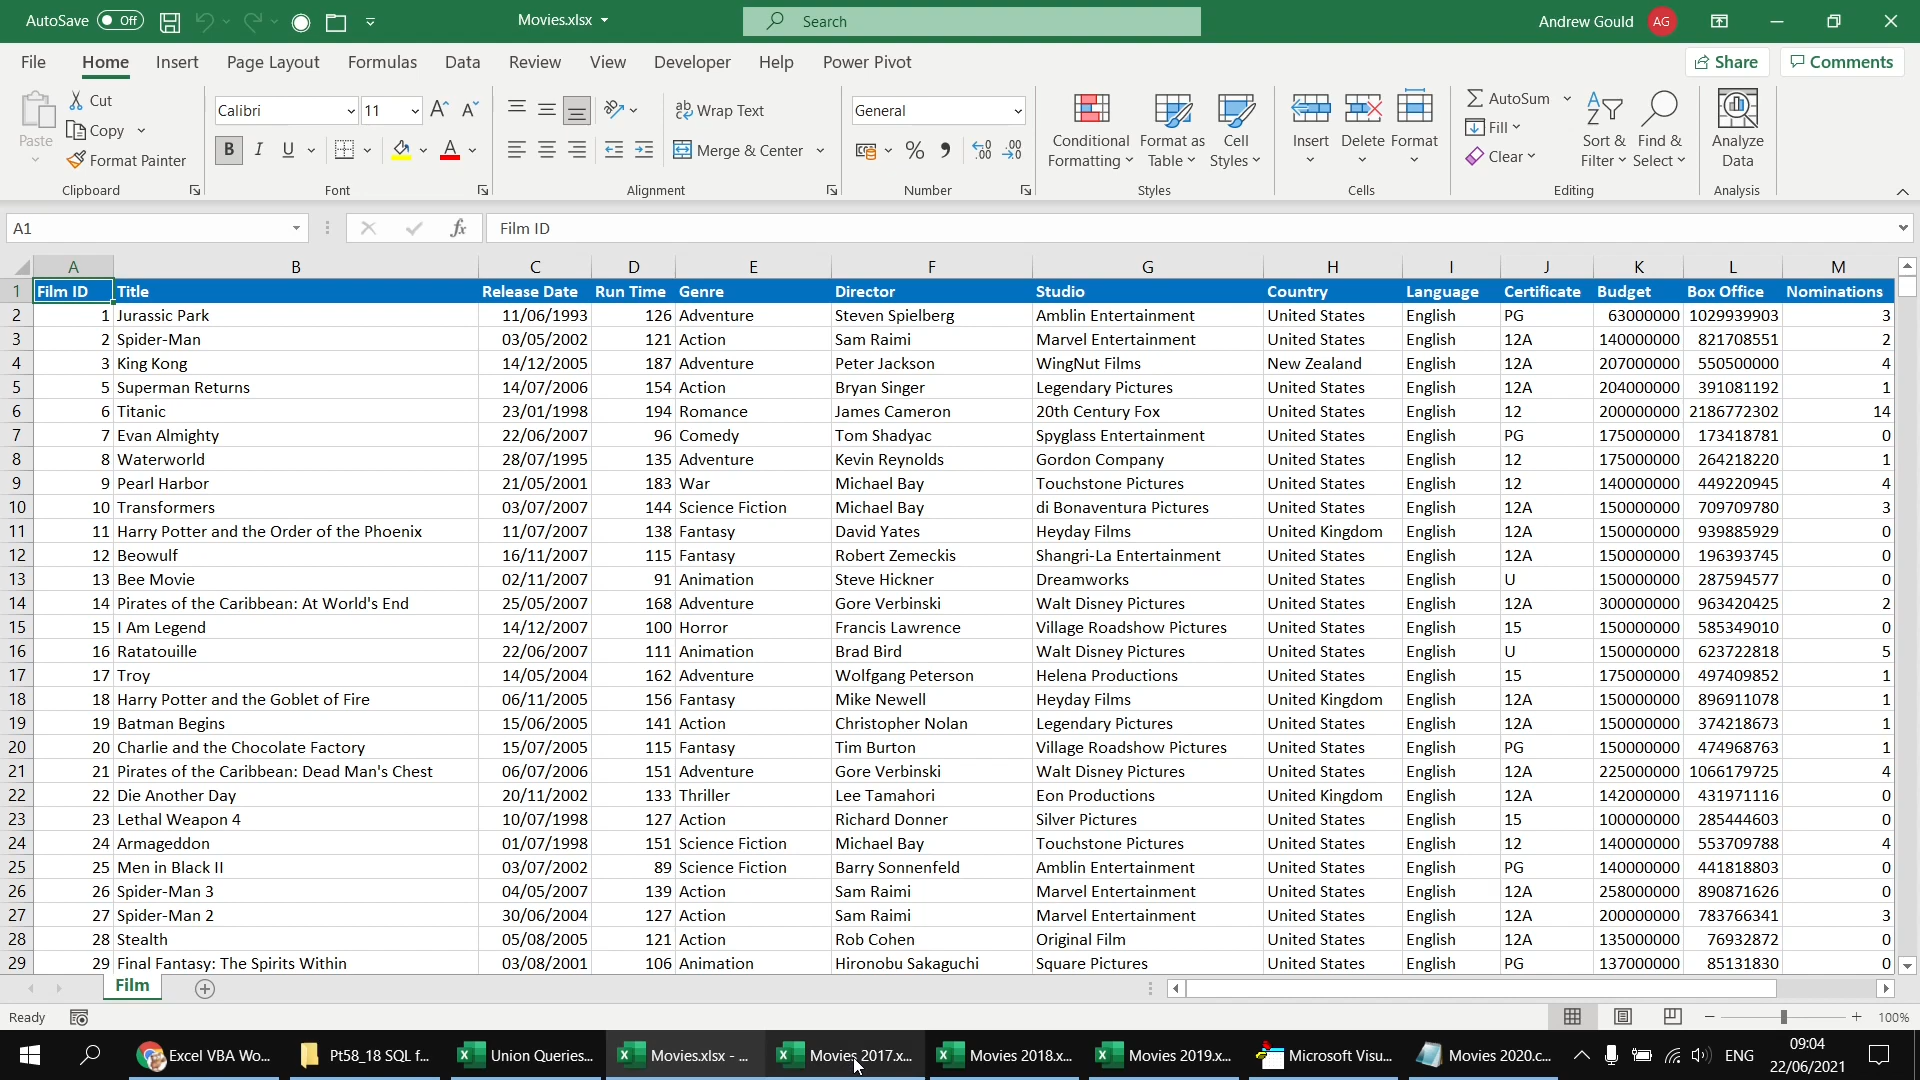 AutoSave Off Movies.xlsx Search Andrew Gould AG
File Home Insert Page Layout Formulas Data Review View Developer Help Power Pivot Share Comments
Paste Cut Copy Format Painter Clipboard
Calibri 11 B I U A Font
ab Wrap Text Merge & Center Alignment
General % Number
Conditional Formatting Format as Table Cell Styles Styles
Insert Delete Format Cells
AutoSum Fill Clear Sort & Filter Find & Select Editing
Analyze Data Analysis
A1 fx Film ID
A B C D E F G H I J K L M
1 Film ID Title Release Date Run Time Genre Director Studio Country Language Certificate Budget Box Office Nominations
2 1 Jurassic Park 11/06/1993 126 Adventure Steven Spielberg Amblin Entertainment United States English PG 63000000 1029939903 3
3 2 Spider-Man 03/05/2002 121 Action Sam Raimi Marvel Entertainment United States English 12A 140000000 821708551 2
4 3 King Kong 14/12/2005 187 Adventure Peter Jackson WingNut Films New Zealand English 12A 207000000 550500000 4
5 5 Superman Returns 14/07/2006 154 Action Bryan Singer Legendary Pictures United States English 12A 204000000 391081192 1
6 6 Titanic 23/01/1998 194 Romance James Cameron 20th Century Fox United States English 12 200000000 2186772302 14
7 7 Evan Almighty 22/06/2007 96 Comedy Tom Shadyac Spyglass Entertainment United States English PG 175000000 173418781 0
8 8 Waterworld 28/07/1995 135 Adventure Kevin Reynolds Gordon Company United States English 12 175000000 264218220 1
9 9 Pearl Harbor 21/05/2001 183 War Michael Bay Touchstone Pictures United States English 12 140000000 449220945 4
10 10 Transformers 03/07/2007 144 Science Fiction Michael Bay di Bonaventura Pictures United States English 12A 150000000 709709780 3
11 11 Harry Potter and the Order of the Phoenix 11/07/2007 138 Fantasy David Yates Heyday Films United Kingdom English 12A 150000000 939885929 0
12 12 Beowulf 16/11/2007 115 Fantasy Robert Zemeckis Shangri-La Entertainment United States English 12A 150000000 196393745 0
13 13 Bee Movie 02/11/2007 91 Animation Steve Hickner Dreamworks United States English U 150000000 287594577 0
14 14 Pirates of the Caribbean: At World's End 25/05/2007 168 Adventure Gore Verbinski Walt Disney Pictures United States English 12A 300000000 963420425 2
15 15 I Am Legend 14/12/2007 100 Horror Francis Lawrence Village Roadshow Pictures United States English 15 150000000 585349010 0
16 16 Ratatouille 22/06/2007 111 Animation Brad Bird Walt Disney Pictures United States English U 150000000 623722818 5
17 17 Troy 14/05/2004 162 Adventure Wolfgang Peterson Helena Productions United States English 15 175000000 497409852 1
18 18 Harry Potter and the Goblet of Fire 06/11/2005 156 Fantasy Mike Newell Heyday Films United Kingdom English 12A 150000000 896911078 1
19 19 Batman Begins 15/06/2005 141 Action Christopher Nolan Legendary Pictures United States English 12A 150000000 374218673 1
20 20 Charlie and the Chocolate Factory 15/07/2005 115 Fantasy Tim Burton Village Roadshow Pictures United States English PG 150000000 474968763 1
21 21 Pirates of the Caribbean: Dead Man's Chest 06/07/2006 151 Adventure Gore Verbinski Walt Disney Pictures United States English 12A 225000000 1066179725 4
22 22 Die Another Day 20/11/2002 133 Thriller Lee Tamahori Eon Productions United Kingdom English 12A 142000000 431971116 0
23 23 Lethal Weapon 4 10/07/1998 127 Action Richard Donner Silver Pictures United States English 15 100000000 285444603 0
24 24 Armageddon 01/07/1998 151 Science Fiction Michael Bay Touchstone Pictures United States English 12 140000000 553709788 4
25 25 Men in Black II 03/07/2002 89 Science Fiction Barry Sonnenfeld Amblin Entertainment United States English PG 140000000 441818803 0
26 26 Spider-Man 3 04/05/2007 139 Action Sam Raimi Marvel Entertainment United States English 12A 258000000 890871626 0
27 27 Spider-Man 2 30/06/2004 127 Action Sam Raimi Marvel Entertainment United States English 12A 200000000 783766341 3
28 28 Stealth 05/08/2005 121 Action Rob Cohen Original Film United States English 12A 135000000 76932872 0
29 29 Final Fantasy: The Spirits Within 03/08/2001 106 Animation Hironobu Sakaguchi Square Pictures United States English PG 137000000 85131830 0
Film
Ready 100%
Excel VBA Wo... Pt58_18 SQL f... Union Queries... Movies.xlsx - ... Movies 2017.x... Movies 2018.x... Movies 2019.x... Microsoft Visu... Movies 2020.c... ENG 09:04
22/06/2021